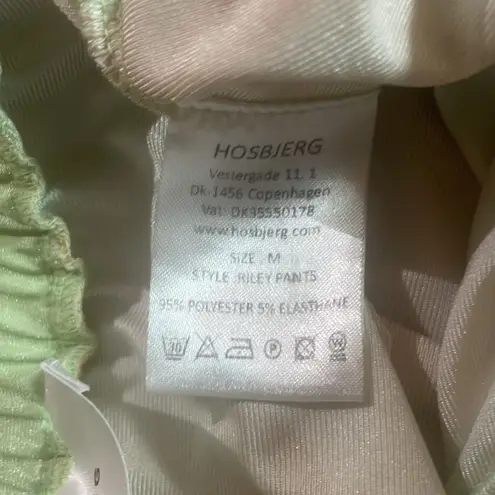 HOSBJERG
Vestergade 11, 1
Dk-1456 Copenhagen
Vat: DK35550178
www.hosbjerg.com
SIZE : M
STYLE : RILEY PANTS
95% POLYESTER 5% ELASTHANE
30 P W